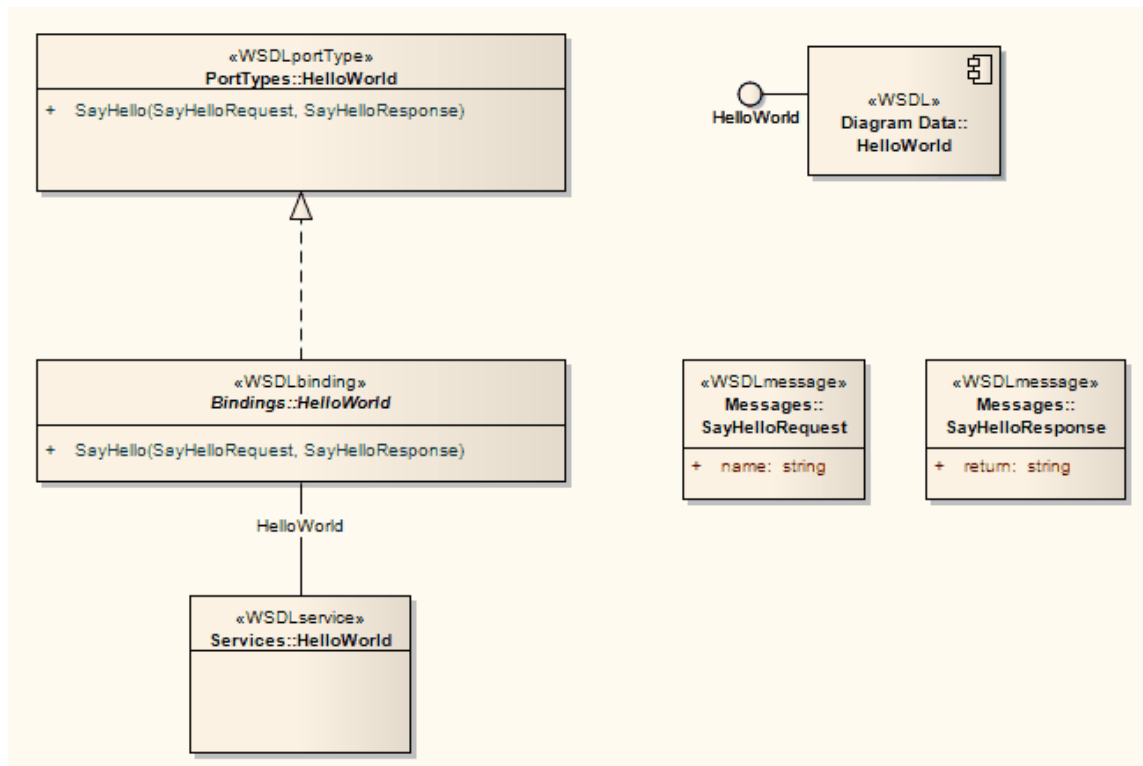 «WSDLportType»
PortTypes::HelloWorld
+ SayHello(SayHelloRequest, SayHelloResponse)
HelloWorld
«WSDL»
Diagram Data::
HelloWorld
«WSDLbinding»
Bindings::HelloWorld
+ SayHello(SayHelloRequest, SayHelloResponse)
«WSDLmessage»
Messages::
SayHelloRequest
+ name: string
«WSDLmessage»
Messages::
SayHelloResponse
+ return: string
HelloWorld
«WSDLservice»
Services::HelloWorld